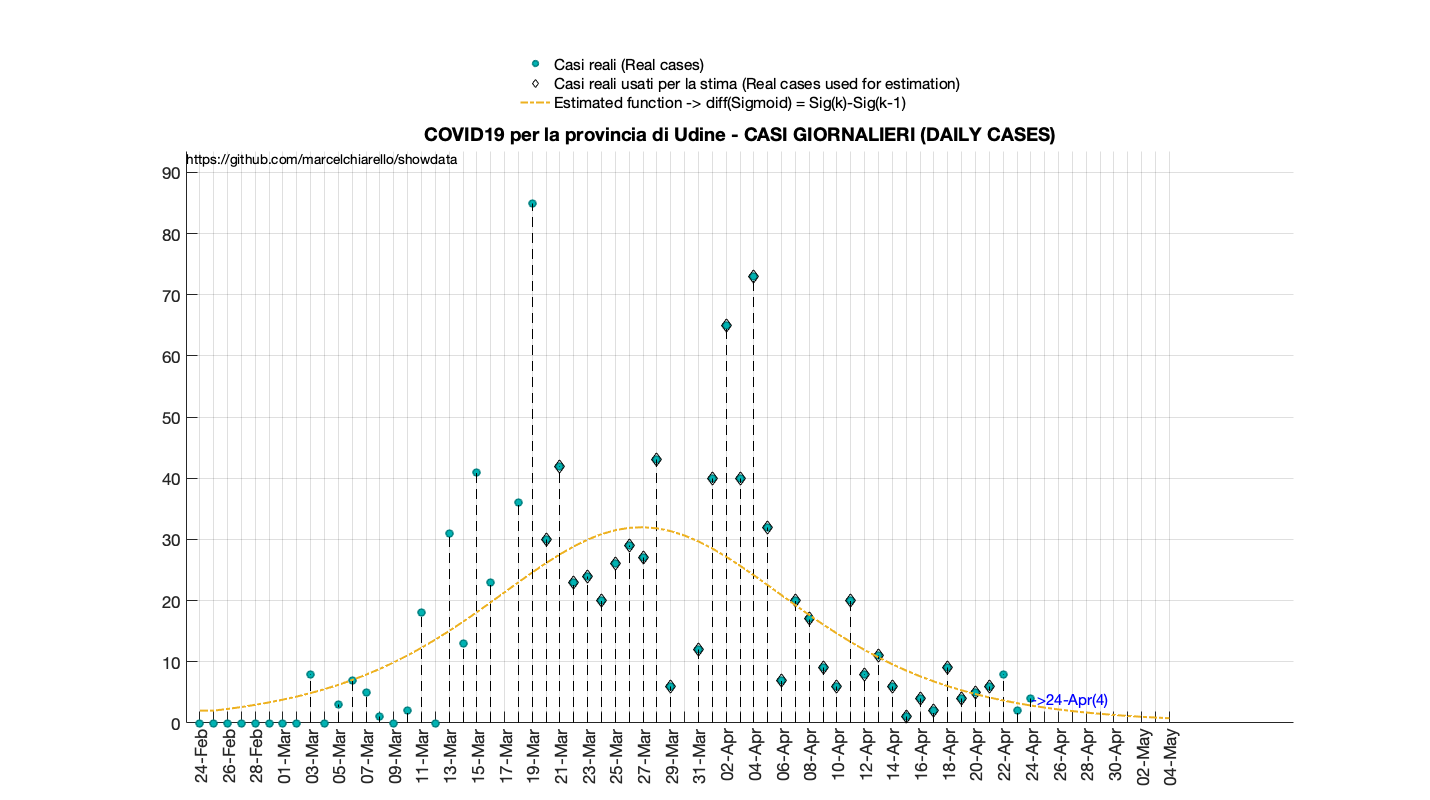 Casi reali (Real cases)
Casi reali usati per la stima (Real cases used for estimation)
Estimated function -> diff(Sigmoid) = Sig(k)-Sig(k-1)
COVID19 per la provincia di Udine - CASI GIORNALIERI (DAILY CASES)
https://github.com/marcelchiarello/showdata
90
80
70
60
50
40
30
20
10
0
->24-Apr(4)
24-Feb
26-Feb
28-Feb
01-Mar
03-Mar
05-Mar
07-Mar
09-Mar
11-Mar
13-Mar
15-Mar
17-Mar
19-Mar
21-Mar
23-Mar
25-Mar
27-Mar
29-Mar
31-Mar
02-Apr
04-Apr
06-Apr
08-Apr
10-Apr
12-Apr
14-Apr
16-Apr
18-Apr
20-Apr
22-Apr
24-Apr
26-Apr
28-Apr
30-Apr
02-May
04-May